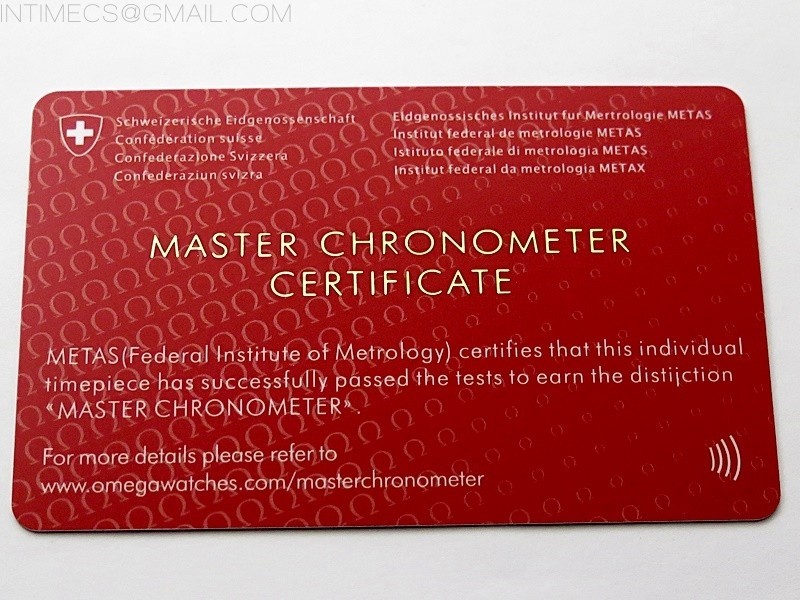 INTIMECS@GMAIL.COM
Schweizerische Eidgenossenschaft
Confédération suisse
Confederazione Svizzera
Confederaziun svizra
Eidgenossisches Institut fur Mertrologie METAS
Institut federal de metrologie METAS
Istituto federale di metrologia METAS
Institut federal da metrologia METAX
MASTER CHRONOMETER
CERTIFICATE
METAS(Federal Institute of Metrology) certifies that this individual
timepiece has successfully passed the tests to earn the distijction
«MASTER CHRONOMETER».
For more details please refer to
www.omegawatches.com/masterchronometer